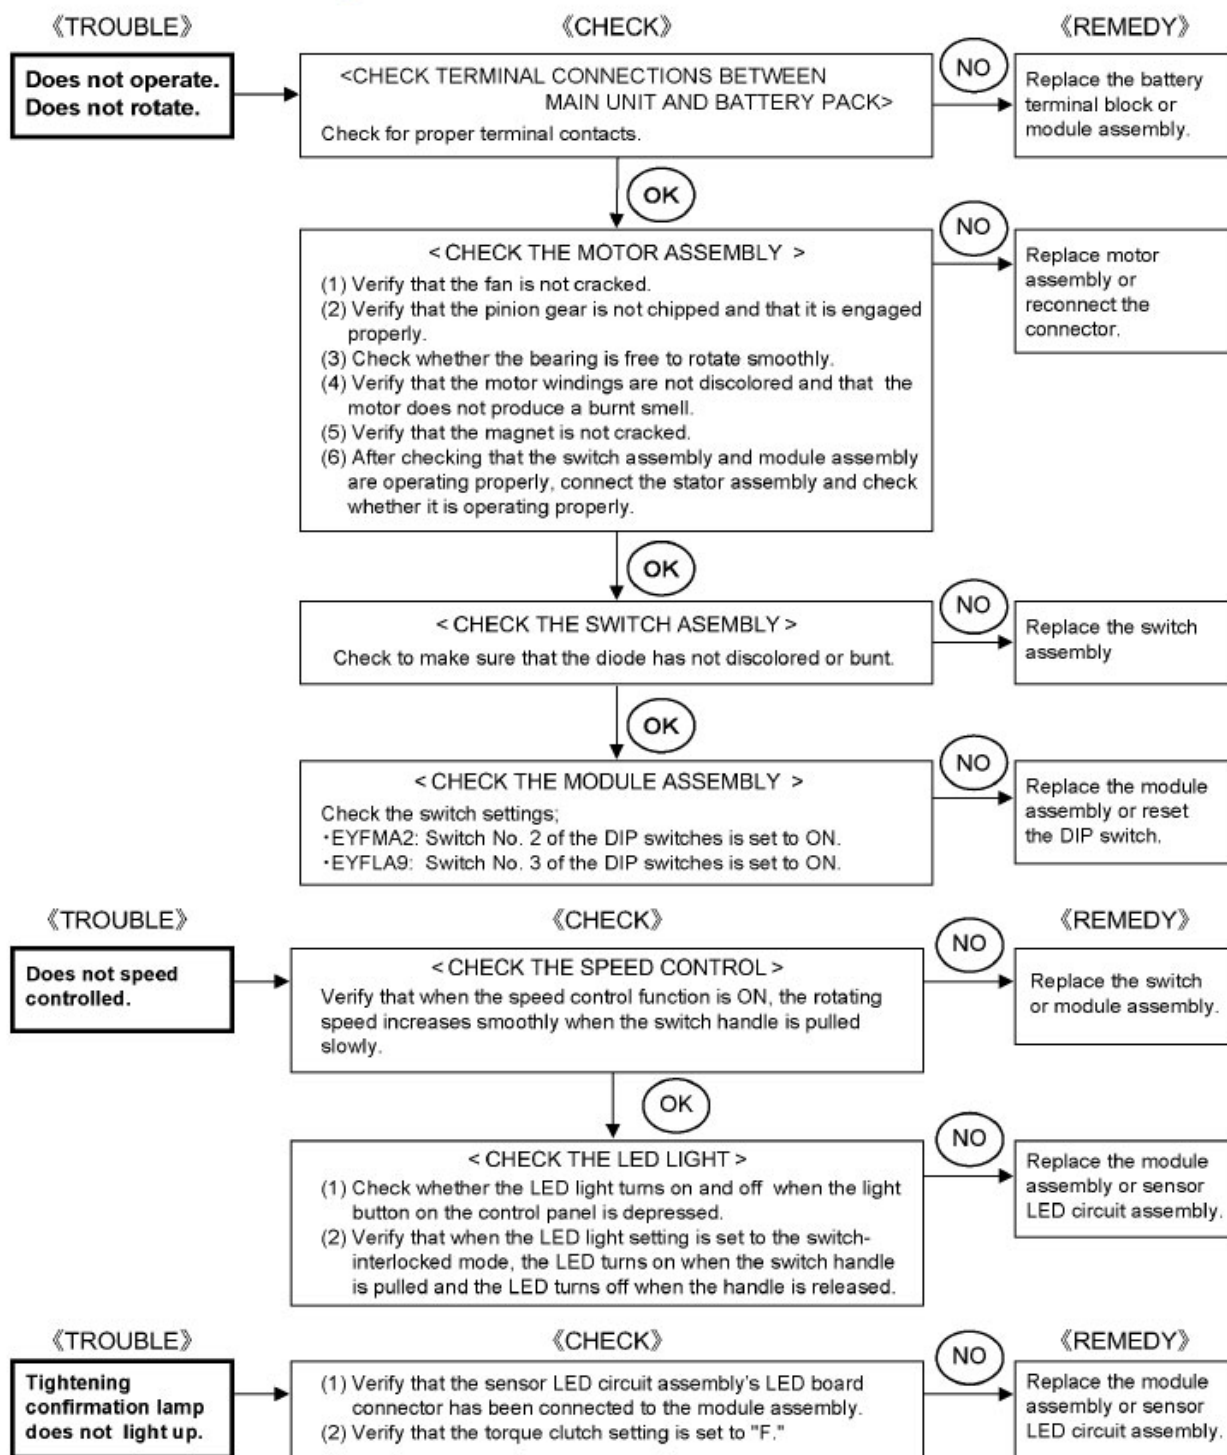 《TROUBLE》
《CHECK》
《REMEDY》
Does not operate.
Does not rotate.
<CHECK TERMINAL CONNECTIONS BETWEEN
MAIN UNIT AND BATTERY PACK>
Check for proper terminal contacts.
NO
Replace the battery
terminal block or
module assembly.
OK
< CHECK THE MOTOR ASSEMBLY >
(1) Verify that the fan is not cracked.
(2) Verify that the pinion gear is not chipped and that it is engaged
properly.
(3) Check whether the bearing is free to rotate smoothly.
(4) Verify that the motor windings are not discolored and that the
motor does not produce a burnt smell.
(5) Verify that the magnet is not cracked.
(6) After checking that the switch assembly and module assembly
are operating properly, connect the stator assembly and check
whether it is operating properly.
NO
Replace motor
assembly or
reconnect the
connector.
OK
< CHECK THE SWITCH ASEMBLY >
Check to make sure that the diode has not discolored or bunt.
NO
Replace the switch
assembly
OK
< CHECK THE MODULE ASSEMBLY >
Check the switch settings;
・EYFMA2: Switch No. 2 of the DIP switches is set to ON.
・EYFLA9: Switch No. 3 of the DIP switches is set to ON.
NO
Replace the module
assembly or reset
the DIP switch.
《TROUBLE》
《CHECK》
《REMEDY》
Does not speed
controlled.
< CHECK THE SPEED CONTROL >
Verify that when the speed control function is ON, the rotating
speed increases smoothly when the switch handle is pulled
slowly.
NO
Replace the switch
or module assembly.
OK
< CHECK THE LED LIGHT >
(1) Check whether the LED light turns on and off when the light
button on the control panel is depressed.
(2) Verify that when the LED light setting is set to the switch-
interlocked mode, the LED turns on when the switch handle
is pulled and the LED turns off when the handle is released.
NO
Replace the module
assembly or sensor
LED circuit assembly.
《TROUBLE》
《CHECK》
《REMEDY》
Tightening
confirmation lamp
does not light up.
(1) Verify that the sensor LED circuit assembly's LED board
connector has been connected to the module assembly.
(2) Verify that the torque clutch setting is set to "F."
NO
Replace the module
assembly or sensor
LED circuit assembly.